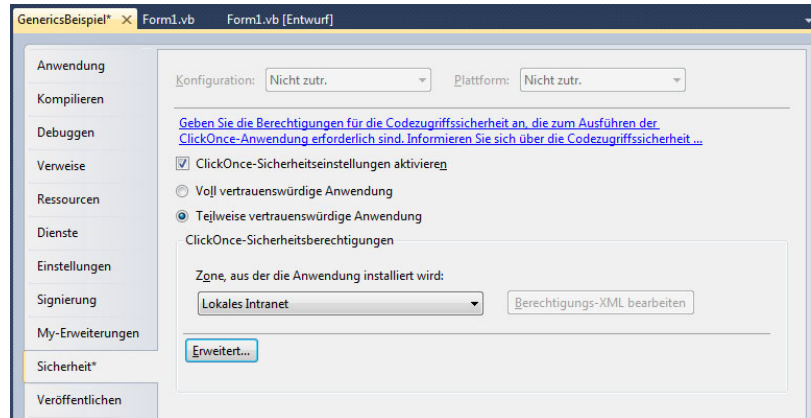 GenericsBeispiel* Form1.vb Form1.vb [Entwurf]
Anwendung
Kompilieren
Debuggen
Verweise
Ressourcen
Dienste
Einstellungen
Signierung
My-Erweiterungen
Sicherheit*
Veröffentlichen
Konfiguration: Nicht zutr. Plattform: Nicht zutr.
Geben Sie die Berechtigungen für die Codezugriffssicherheit an, die zum Ausführen der
ClickOnce-Anwendung erforderlich sind. Informieren Sie sich über die Codezugriffssicherheit ...
ClickOnce-Sicherheitseinstellungen aktivieren
Voll vertrauenswürdige Anwendung
Teilweise vertrauenswürdige Anwendung
ClickOnce-Sicherheitsberechtigungen
Zone, aus der die Anwendung installiert wird:
Lokales Intranet Berechtigungs-XML bearbeiten
Erweitert...